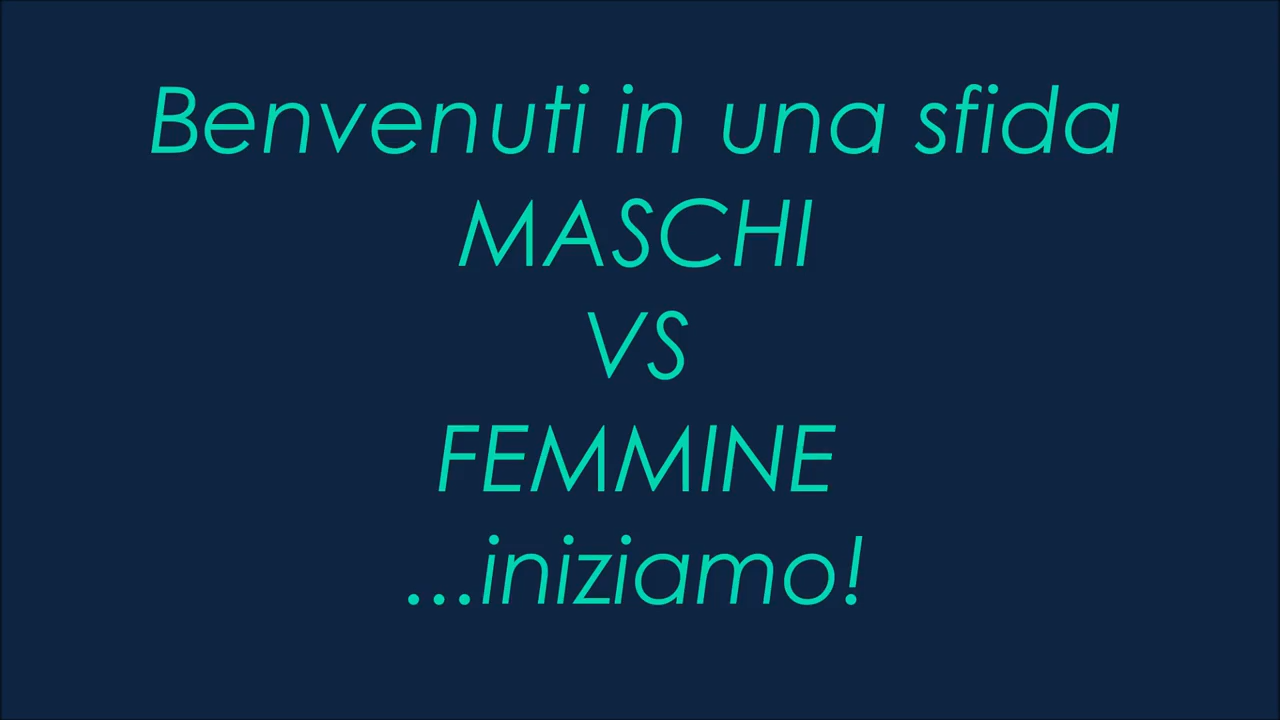 Benvenuti in una sfida
MASCHI
VS
FEMMINE
...iniziamo!